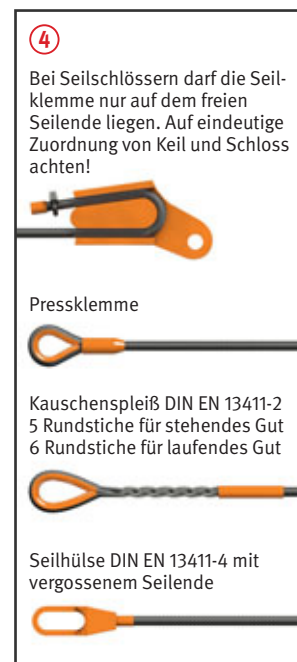 4
Bei Seilschlössern darf die Seil-
klemme nur auf dem freien
Seilende liegen. Auf eindeutige
Zuordnung von Keil und Schloss
achten!
Pressklemme
Kauschenspleiß DIN EN 13411-2
5 Rundstiche für stehendes Gut
6 Rundstiche für laufendes Gut
Seilhülse DIN EN 13411-4 mit
vergossenem Seilende